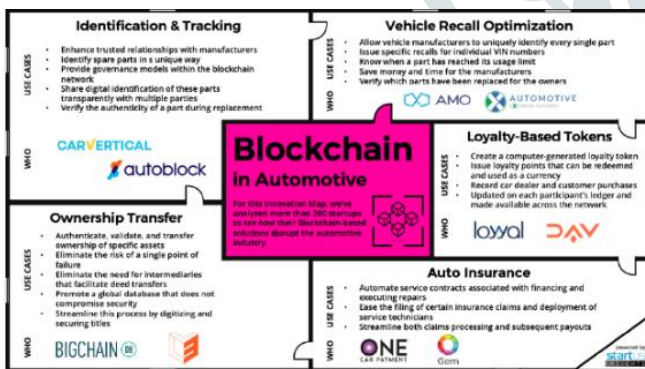 Identification & Tracking
USE CASES
• Enhance trusted relationships with manufacturers
• Identify spare parts in s unique way
• Provide governance models within the blockchain
network
• Share digital identification of these parts
transparently with multiple parties
• Verify the authenticity of a part during replacement
WHO
CARVERTICAL
autoblock
Vehicle Recall Optimization
USE CASES
• Allow vehicle manufacturers to uniquely identify every single part
• Issue specific recalls for individual VIN numbers
• Know when a part has reached its usage limit
• Save money and time for the manufacturers
• Verify which parts have been replaced for the owners
WHO
AMO
AUTOMOTIVE
Blockchain
in Automotive
For this Innovation Map, we've
analyzed more than 200 startups
to see how their Blockchain-based
solutions disrupt the automotive
industry.
Loyalty-Based Tokens
USE CASES
• Create a computer-generated loyalty token
• Issue loyalty points that can be redeemed
and used as a currency
• Record car dealer and customer purchases
• Updated on each participant's ledger and
made available across the network
WHO
loyyal
DAV
Ownership Transfer
USE CASES
• Authenticate, validate, and transfer
ownership of specific assets
• Eliminate the risk of a single point of
failure
• Eliminate the need for intermediaries
that facilitate deed transfers
• Promote a global database that does not
compromise security
• Streamline this process by digitizing and
securing titles
WHO
BIGCHAIN DB
Auto Insurance
USE CASES
• Automate service contracts associated with financing and
executing repairs
• Ease the filing of certain insurance claims and deployment of
service technicians
• Streamline both claims processing and subsequent payouts
WHO
ONE
CAR PAYMENT
Gem
powered by
startus
INSIGHTS